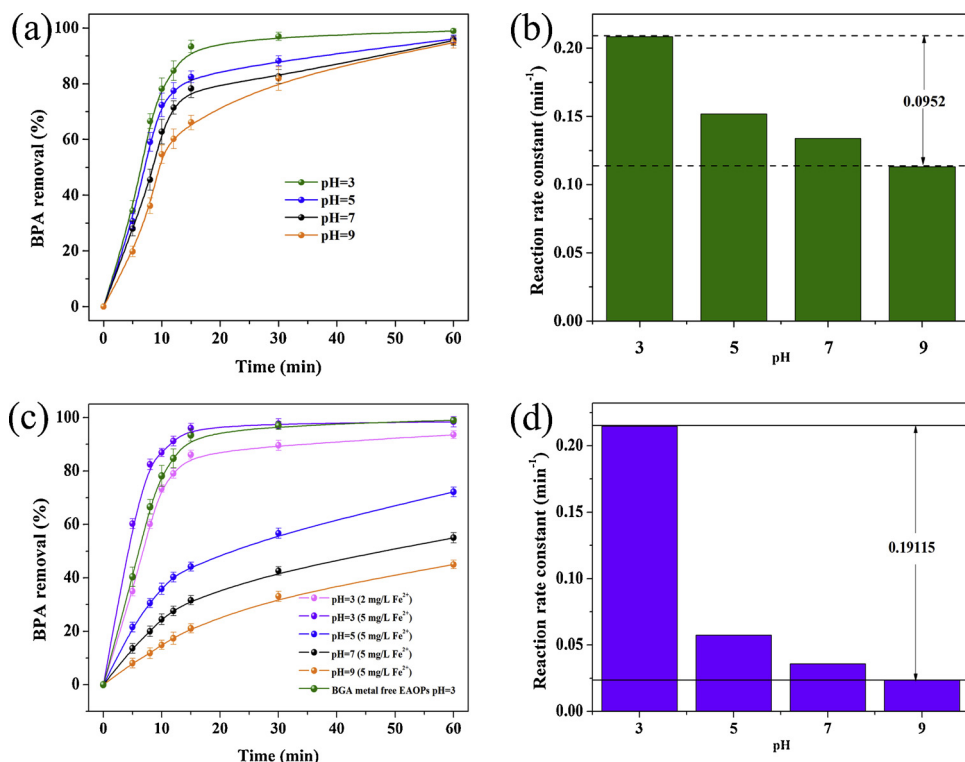 (a)
100
80
60
40
20
0
BPA removal (%)
pH=3
pH=5
pH=7
pH=9
0 10 20 30 40 50 60
Time (min)
(b)
0.20
0.15
0.10
0.05
0.00
Reaction rate constant (min⁻¹)
0.0952
3 5 7 9
pH
(c)
100
80
60
40
20
0
BPA removal (%)
pH=3 (2 mg/L Fe²⁺)
pH=3 (5 mg/L Fe²⁺)
pH=5 (5 mg/L Fe²⁺)
pH=7 (5 mg/L Fe²⁺)
pH=9 (5 mg/L Fe²⁺)
BGA metal free EAOPs pH=3
0 10 20 30 40 50 60
Time (min)
(d)
0.20
0.15
0.10
0.05
0.00
Reaction rate constant (min⁻¹)
0.19115
3 5 7 9
pH